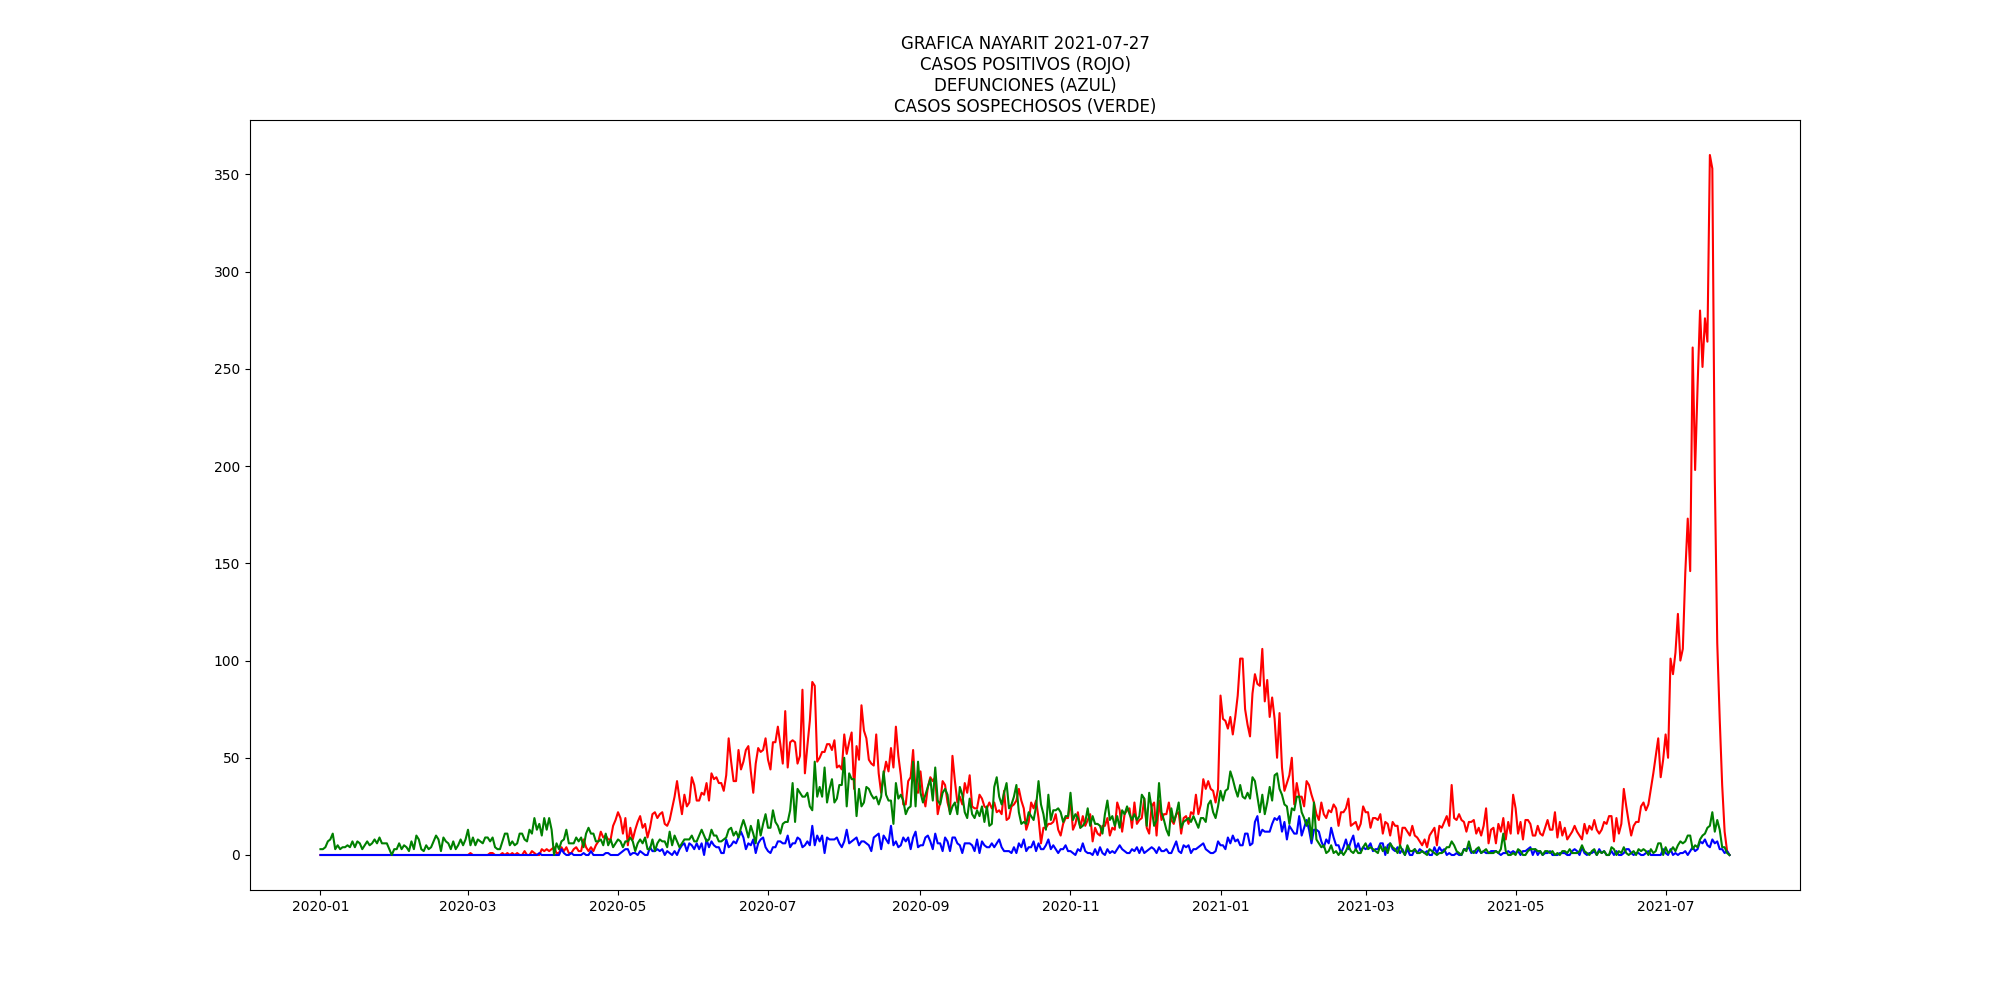 GRAFICA NAYARIT 2021-07-27
CASOS POSITIVOS (ROJO)
DEFUNCIONES (AZUL)
CASOS SOSPECHOSOS (VERDE)
350
300
250
200
150
100
50
0
2020-01 2020-03 2020-05 2020-07 2020-09 2020-11 2021-01 2021-03 2021-05 2021-07